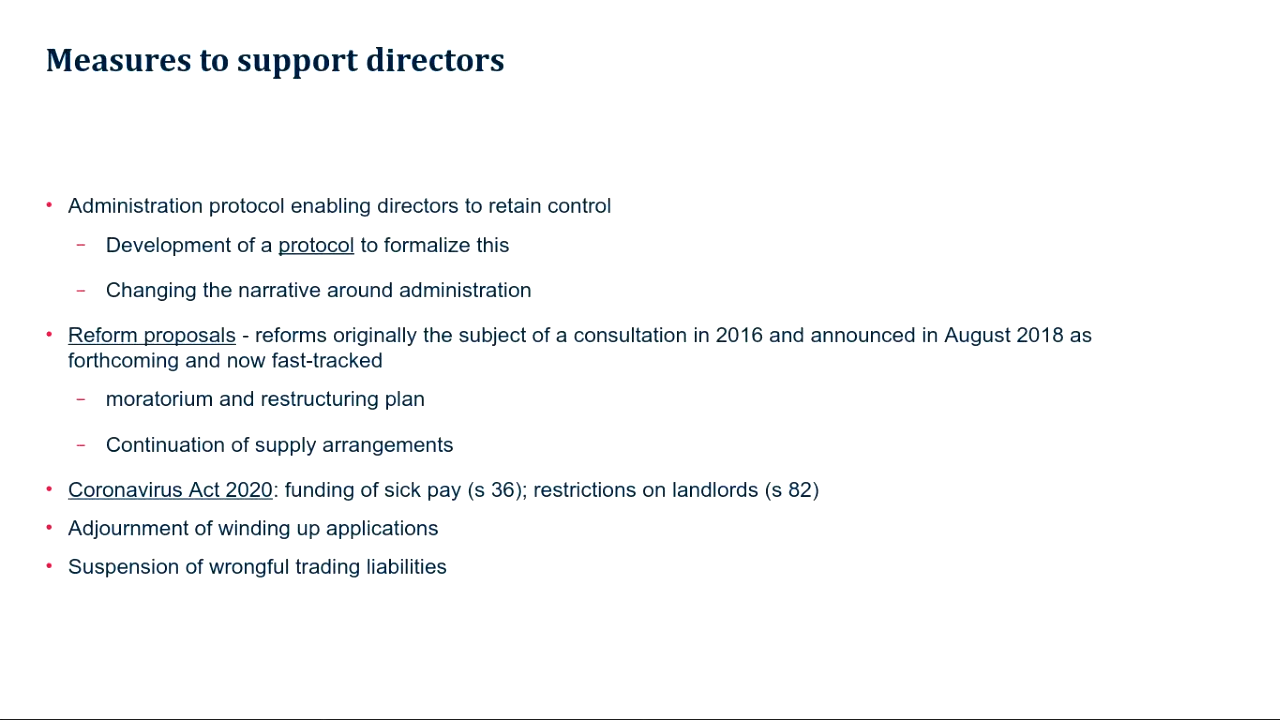 Measures to support directors
• Administration protocol enabling directors to retain control
– Development of a protocol to formalize this
– Changing the narrative around administration
• Reform proposals - reforms originally the subject of a consultation in 2016 and announced in August 2018 as
forthcoming and now fast-tracked
– moratorium and restructuring plan
– Continuation of supply arrangements
• Coronavirus Act 2020: funding of sick pay (s 36); restrictions on landlords (s 82)
• Adjournment of winding up applications
• Suspension of wrongful trading liabilities